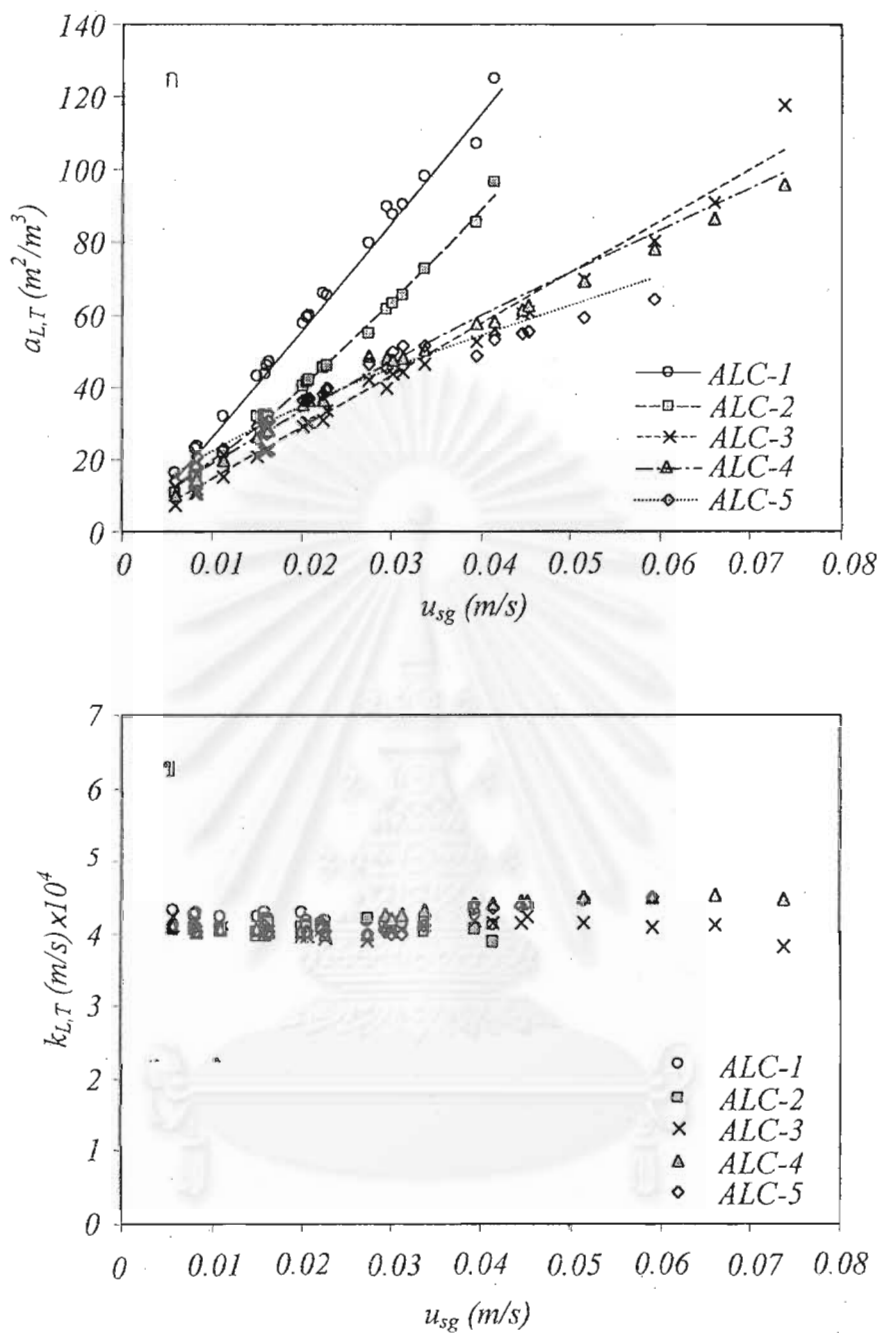 140
120
100
80
60
40
20
0
a_{L,T} (m²/m³)
ก
ALC-1
ALC-2
ALC-3
ALC-4
ALC-5
0 0.01 0.02 0.03 0.04 0.05 0.06 0.07 0.08
u_{sg} (m/s)
7
6
5
4
3
2
1
0
k_{L,T} (m/s) x10⁴
ข
ALC-1
ALC-2
ALC-3
ALC-4
ALC-5
0 0.01 0.02 0.03 0.04 0.05 0.06 0.07 0.08
u_{sg} (m/s)